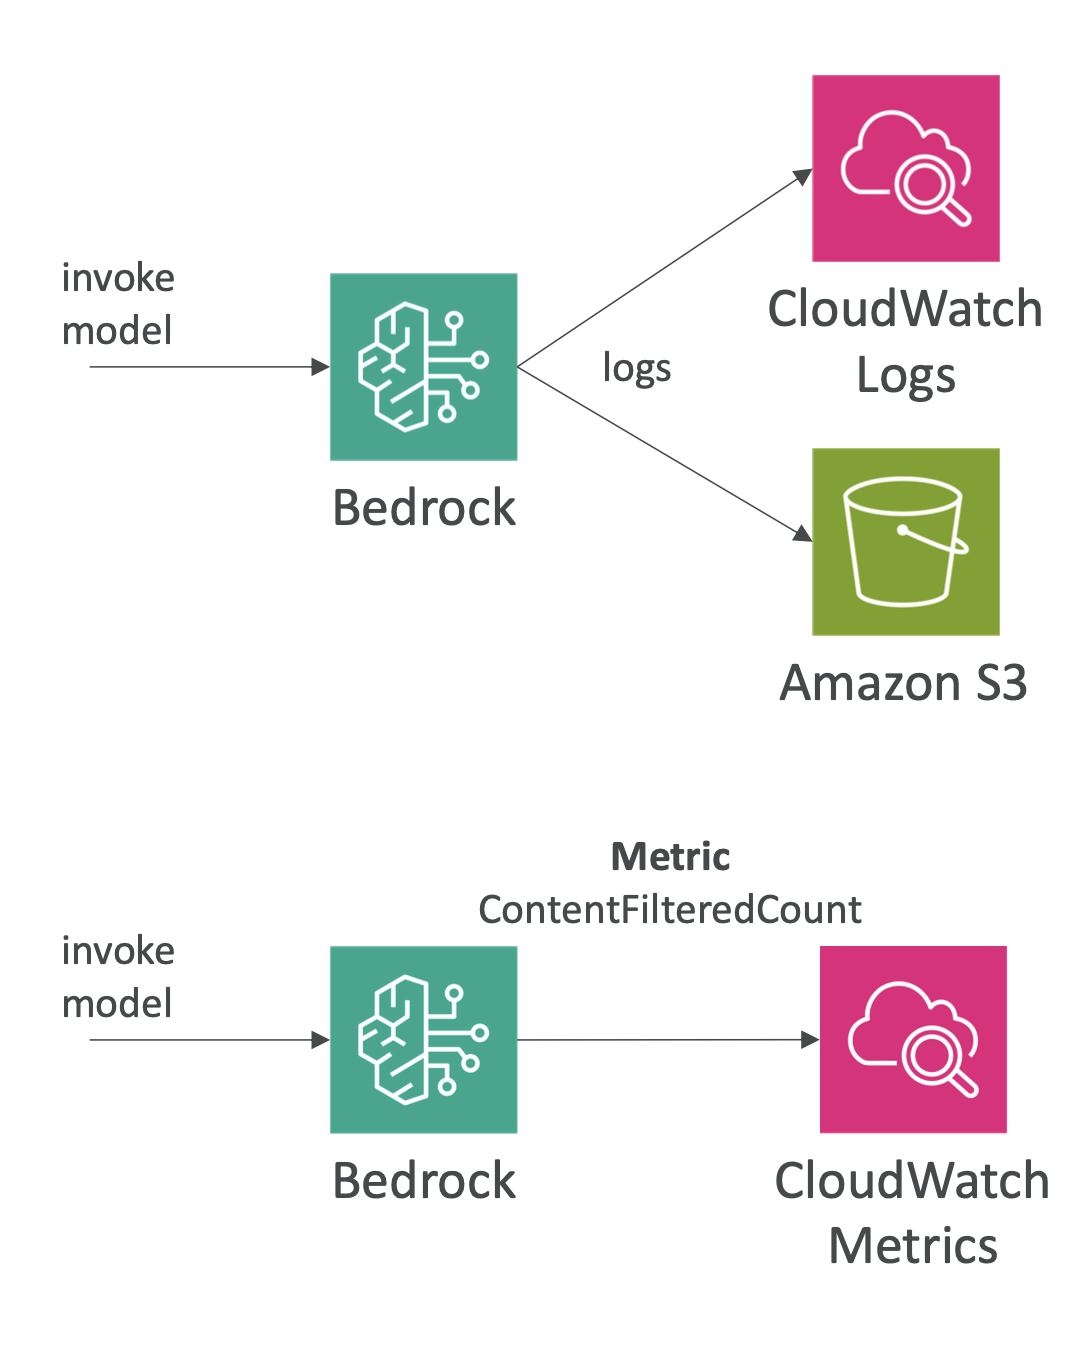 invoke
model
Bedrock
logs
CloudWatch
Logs
Amazon S3
Metric
ContentFilteredCount
invoke
model
Bedrock
CloudWatch
Metrics